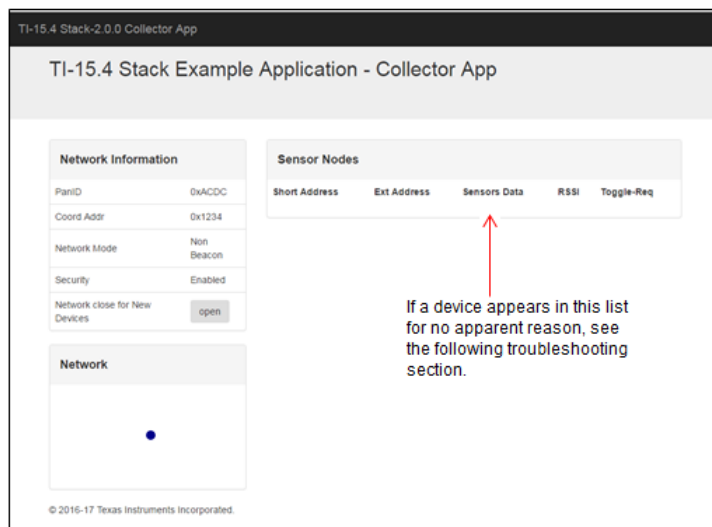 TI-15.4 Stack-2.0.0 Collector App
TI-15.4 Stack Example Application - Collector App
Network Information
PanID 0xACDC
Coord Addr 0x1234
Network Mode Non
Beacon
Security Enabled
Network close for New
Devices open
Network
Sensor Nodes
Short Address Ext Address Sensors Data RSSI Toggle-Req
If a device appears in this list
for no apparent reason, see
the following troubleshooting
section.
© 2016-17 Texas Instruments Incorporated.